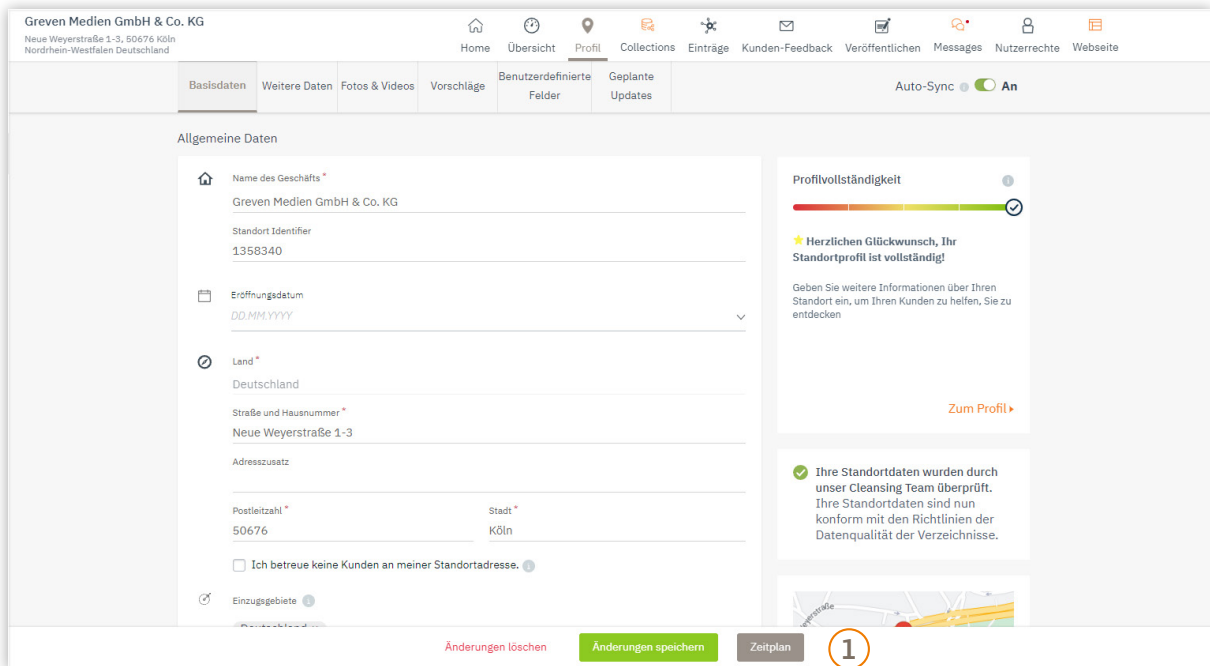 Greven Medien GmbH & Co. KG
Neue Weyerstraße 1-3, 50676 Köln
Nordrhein-Westfalen Deutschland
Home
Übersicht
Profil
Collections
Einträge
Kunden-Feedback
Veröffentlichen
Messages
Nutzerrechte
Webseite
Basisdaten
Weitere Daten
Fotos & Videos
Vorschläge
Benutzerdefinierte
Felder
Geplante
Updates
Auto-Sync
An
Allgemeine Daten
Name des Geschäfts *
Greven Medien GmbH & Co. KG
Standort Identifier
1358340
Eröffnungsdatum
DD.MM.YYYY
Land *
Deutschland
Straße und Hausnummer *
Neue Weyerstraße 1-3
Adresszusatz
Postleitzahl *
Stadt *
50676
Köln
Ich betreue keine Kunden an meiner Standortadresse.
Einzugsgebiete
Deutschland
Profilvollständigkeit
Herzlichen Glückwunsch, Ihr
Standortprofil ist vollständig!
Geben Sie weitere Informationen über Ihren
Standort ein, um Ihren Kunden zu helfen, Sie zu
entdecken
Zum Profil
Ihre Standortdaten wurden durch
unser Cleansing Team überprüft.
Ihre Standortdaten sind nun
konform mit den Richtlinien der
Datenqualität der Verzeichnisse.
Änderungen löschen
Änderungen speichern
Zeitplan
1